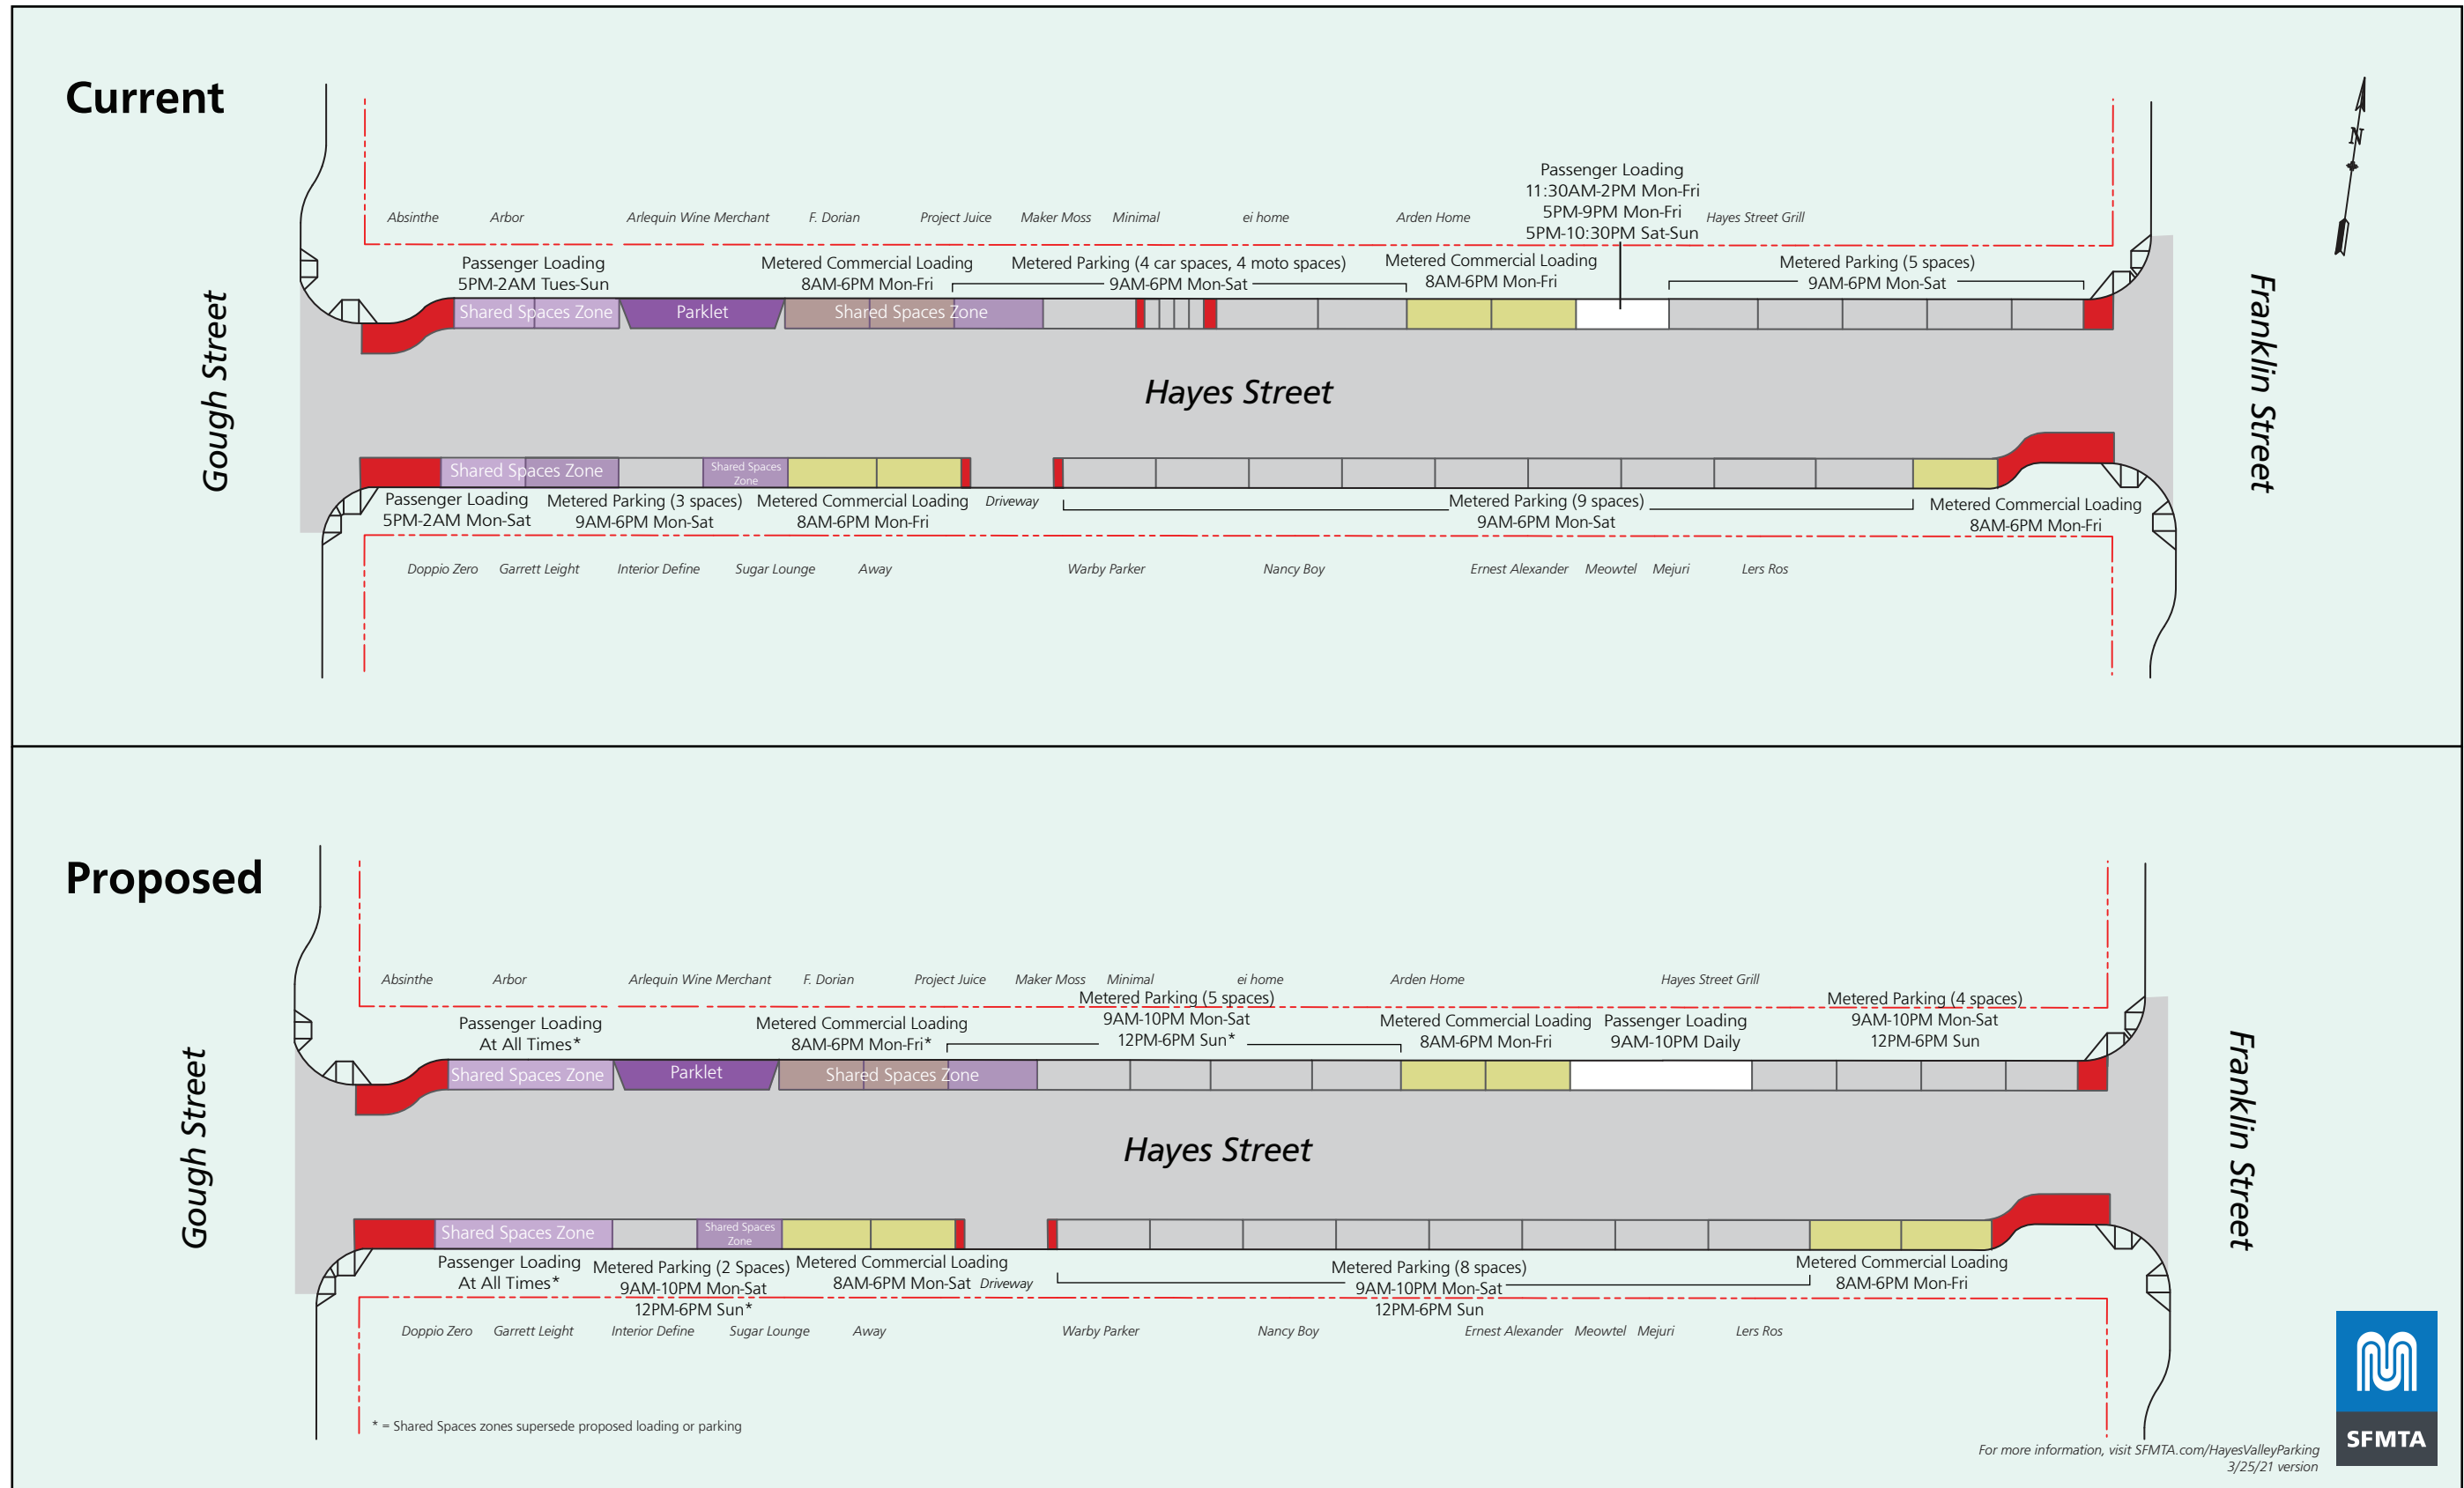 Current
Passenger Loading
11:30AM-2PM Mon-Fri
5PM-9PM Mon-Fri
5PM-10:30PM Sat-Sun
Absinthe
Arbor
Arlequin Wine Merchant
F. Dorian
Project Juice
Maker Moss
Minimal
ei home
Arden Home
Hayes Street Grill
N
Passenger Loading
5PM-2AM Tues-Sun
Metered Commercial Loading
8AM-6PM Mon-Fri
Metered Parking (4 car spaces, 4 moto spaces)
9AM-6PM Mon-Sat
Metered Commercial Loading
8AM-6PM Mon-Fri
Metered Parking (5 spaces)
9AM-6PM Mon-Sat
Shared Spaces Zone
Parklet
Shared Spaces Zone
Gough Street
Hayes Street
Franklin Street
Shared Spaces Zone
Shared Spaces
Zone
Passenger Loading
5PM-2AM Mon-Sat
Metered Parking (3 spaces)
9AM-6PM Mon-Sat
Metered Commercial Loading
8AM-6PM Mon-Fri
Driveway
Metered Parking (9 spaces)
9AM-6PM Mon-Sat
Metered Commercial Loading
8AM-6PM Mon-Fri
Doppio Zero
Garrett Leight
Interior Define
Sugar Lounge
Away
Warby Parker
Nancy Boy
Ernest Alexander
Meowtel
Mejuri
Lers Ros
Proposed
Absinthe
Arbor
Arlequin Wine Merchant
F. Dorian
Project Juice
Maker Moss
Minimal
ei home
Arden Home
Hayes Street Grill
Passenger Loading
At All Times*
Metered Commercial Loading
8AM-6PM Mon-Fri*
Metered Parking (5 spaces)
9AM-10PM Mon-Sat
12PM-6PM Sun*
Metered Commercial Loading
8AM-6PM Mon-Fri
Passenger Loading
9AM-10PM Daily
Metered Parking (4 spaces)
9AM-10PM Mon-Sat
12PM-6PM Sun
Shared Spaces Zone
Parklet
Shared Spaces Zone
Gough Street
Hayes Street
Franklin Street
Shared Spaces Zone
Shared Spaces
Zone
Passenger Loading
At All Times*
Metered Parking (2 Spaces)
9AM-10PM Mon-Sat
12PM-6PM Sun*
Metered Commercial Loading
8AM-6PM Mon-Sat
Driveway
Metered Parking (8 spaces)
9AM-10PM Mon-Sat
12PM-6PM Sun
Metered Commercial Loading
8AM-6PM Mon-Fri
Doppio Zero
Garrett Leight
Interior Define
Sugar Lounge
Away
Warby Parker
Nancy Boy
Ernest Alexander
Meowtel
Mejuri
Lers Ros
* = Shared Spaces zones supersede proposed loading or parking
SFMTA
For more information, visit SFMTA.com/HayesValleyParking
3/25/21 version